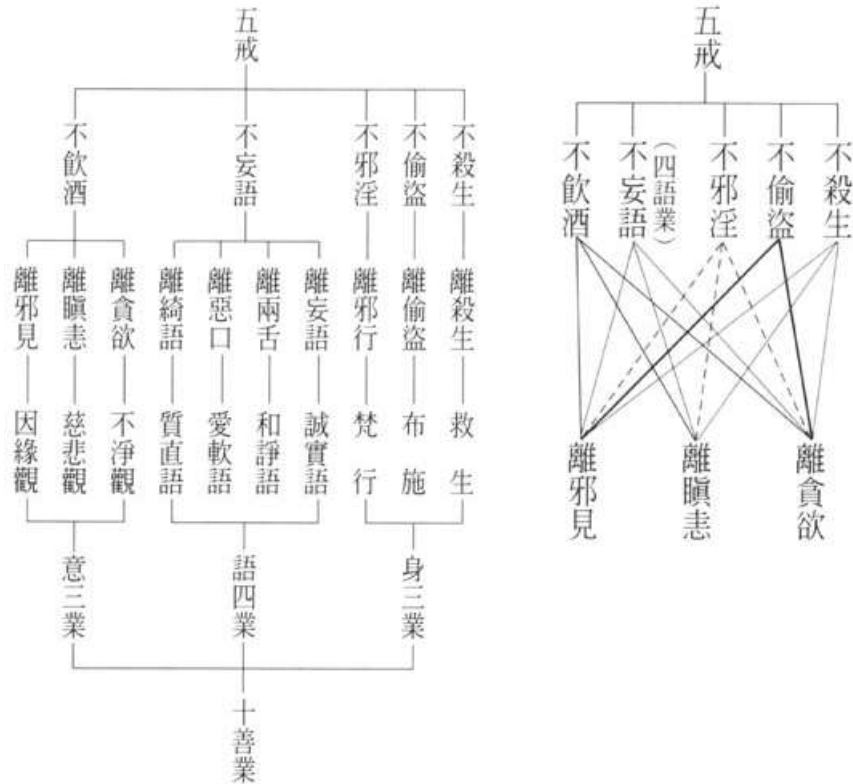 五戒
不殺生
不偷盜
不邪淫
不妄語
(四語業)
不飲酒
離貪欲
離瞋恚
離邪見
五戒
不殺生
不偷盜
不邪淫
不妄語
不飲酒
離殺生
離偷盜
離邪行
離妄語
離兩舌
離惡口
離綺語
離貪欲
離瞋恚
離邪見
救生
布施
梵行
誠實語
和諍語
愛軟語
質直語
不淨觀
慈悲觀
因緣觀
身三業
語四業
意三業
十善業